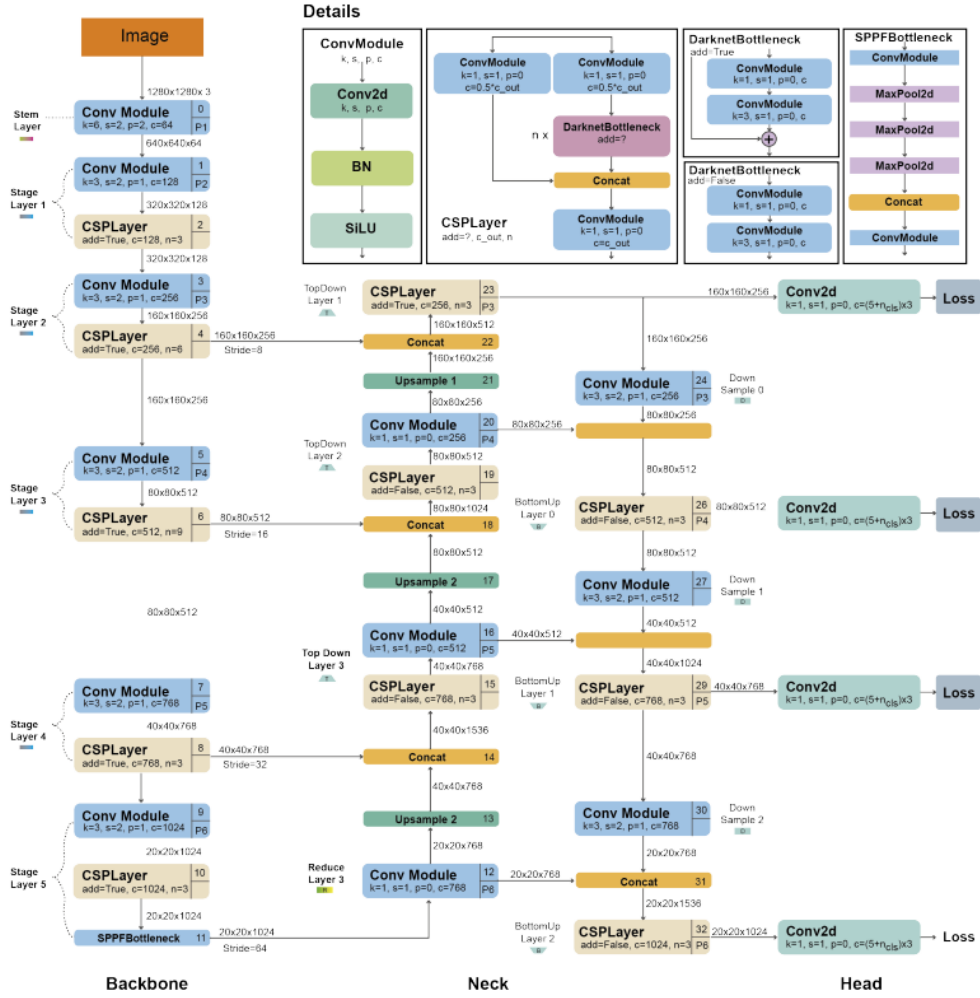 Details
Image
1280x1280x 3
Stem
Layer
Conv Module
k=6, s=2, p=2, c=64
0
P1
640x640x64
Stage
Layer 1
Conv Module
k=3, s=2, p=1, c=128
1
P2
320x320x128
CSPLayer
add=True, c=128, n=3
2
320x320x128
Stage
Layer 2
Conv Module
k=3, s=2, p=1, c=256
3
P3
160x160x256
CSPLayer
add=True, c=256, n=6
4
160x160x256
Stride=8
160x160x256
Stage
Layer 3
Conv Module
k=3, s=2, p=1, c=512
5
P4
80x80x512
CSPLayer
add=True, c=512, n=9
6
80x80x512
Stride=16
80x80x512
Stage
Layer 4
Conv Module
k=3, s=2, p=1, c=768
7
P5
40x40x768
CSPLayer
add=True, c=768, n=3
8
40x40x768
Stride=32
Stage
Layer 5
Conv Module
k=3, s=2, p=1, c=1024
9
P6
20x20x1024
CSPLayer
add=True, c=1024, n=3
10
20x20x1024
SPPFBottleneck
11
20x20x1024
Stride=64
Backbone
ConvModule
k, s, p, c
Conv2d
k, s, p, c
BN
SiLU
ConvModule
k=1, s=1, p=0
c=0.5*c_out
ConvModule
k=1, s=1, p=0
c=0.5*c_out
n x
DarknetBottleneck
add=?
Concat
CSPLayer
add=?, c_out, n
ConvModule
k=1, s=1, p=0
c=c_out
DarknetBottleneck
add=True
ConvModule
k=1, s=1, p=0, c
ConvModule
k=3, s=1, p=0, c
+
DarknetBottleneck
add=False
ConvModule
k=1, s=1, p=0, c
ConvModule
k=3, s=1, p=0, c
SPPFBottleneck
ConvModule
MaxPool2d
MaxPool2d
MaxPool2d
Concat
ConvModule
TopDown
Layer 1
T
CSPLayer
add=True, c=256, n=3
23
P3
160x160x512
Concat
22
160x160x256
Upsample 1
21
80x80x256
TopDown
Layer 2
T
Conv Module
k=1, s=1, p=0, c=256
20
P4
80x80x256
80x80x512
CSPLayer
add=False, c=512, n=3
19
80x80x1024
Concat
18
80x80x512
Upsample 2
17
40x40x512
Top Down
Layer 3
T
Conv Module
k=1, s=1, p=0, c=512
16
P5
40x40x512
40x40x768
CSPLayer
add=False, c=768, n=3
15
40x40x1536
Concat
14
40x40x768
Upsample 2
13
20x20x768
Reduce
Layer 3
R
Conv Module
k=1, s=1, p=0, c=768
12
P6
20x20x768
Neck
160x160x256
160x160x256
Conv2d
k=1, s=1, p=0, c=(5+ncls)x3
Loss
Conv Module
k=3, s=2, p=1, c=256
24
P3
Down
Sample 0
D
80x80x256
80x80x512
BottomUp
Layer 0
B
CSPLayer
add=False, c=512, n=3
26
P4
80x80x512
Conv2d
k=1, s=1, p=0, c=(5+ncls)x3
Loss
80x80x512
Conv Module
k=3, s=2, p=1, c=512
27
Down
Sample 1
D
40x40x512
40x40x1024
BottomUp
Layer 1
B
CSPLayer
add=False, c=768, n=3
29
P5
40x40x768
Conv2d
k=1, s=1, p=0, c=(5+ncls)x3
Loss
40x40x768
Conv Module
k=3, s=2, p=1, c=768
30
Down
Sample 2
D
20x20x768
Concat
31
20x20x1536
BottomUp
Layer 2
B
CSPLayer
add=False, c=1024, n=3
32
P6
20x20x1024
Conv2d
k=1, s=1, p=0, c=(5+ncls)x3
Loss
Head